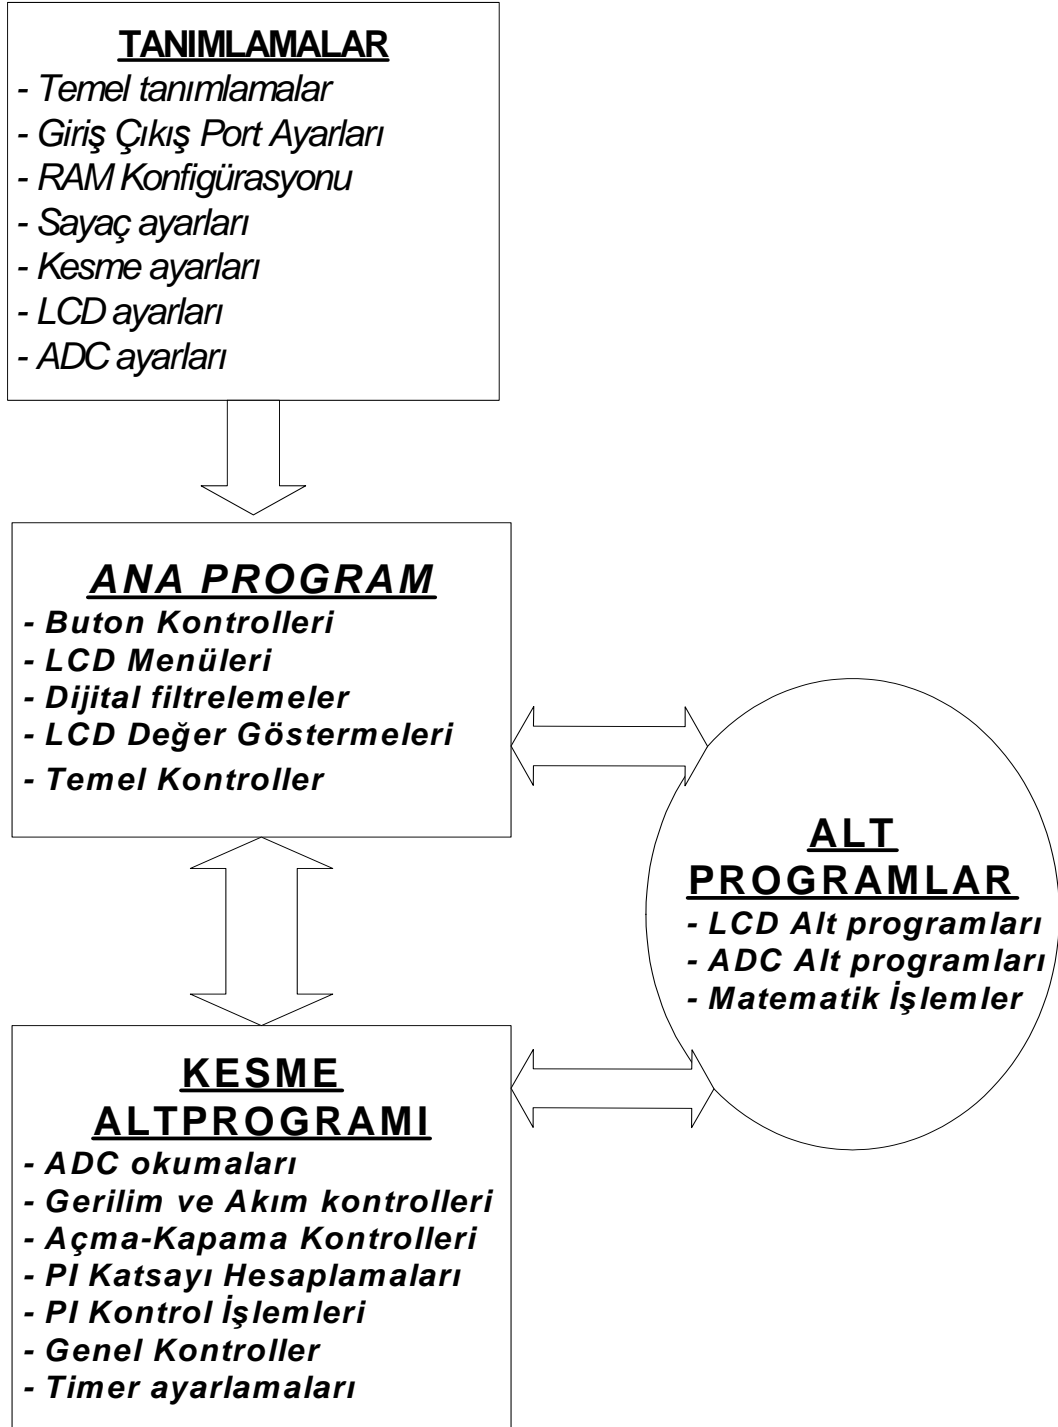 TANIMLAMALAR
- Temel tanımlamalar
- Giriş Çıkış Port Ayarları
- RAM Konfigürasyonu
- Sayaç ayarları
- Kesme ayarları
- LCD ayarları
- ADC ayarları
ANA PROGRAM
- Buton Kontrolleri
- LCD Menüleri
- Dijital filtrelemeler
- LCD Değer Göstermeleri
- Temel Kontroller
ALT
PROGRAMLAR
- LCD Alt programları
- ADC Alt programları
- Matematik İşlemler
KESME
ALTPROGRAMI
- ADC okumaları
- Gerilim ve Akım kontrolleri
- Açma-Kapama Kontrolleri
- PI Katsayı Hesaplamaları
- PI Kontrol İşlemleri
- Genel Kontroller
- Timer ayarlamaları